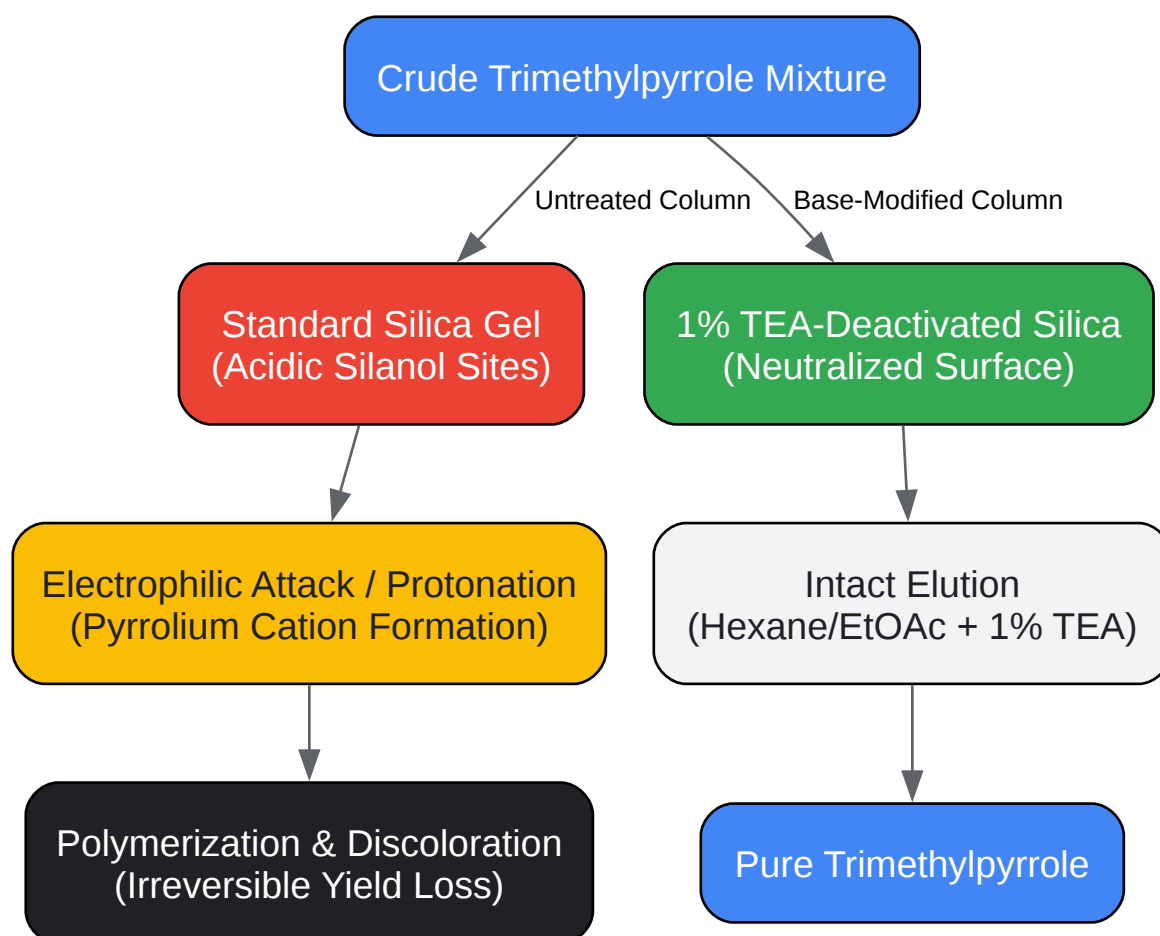 Crude Trimethylpyrrole Mixture
Untreated Column
Base-Modified Column
Standard Silica Gel
(Acidic Silanol Sites)
1% TEA-Deactivated Silica
(Neutralized Surface)
Electrophilic Attack / Protonation
(Pyrrolium Cation Formation)
Intact Elution
(Hexane/EtOAc + 1% TEA)
Polymerization & Discoloration
(Irreversible Yield Loss)
Pure Trimethylpyrrole